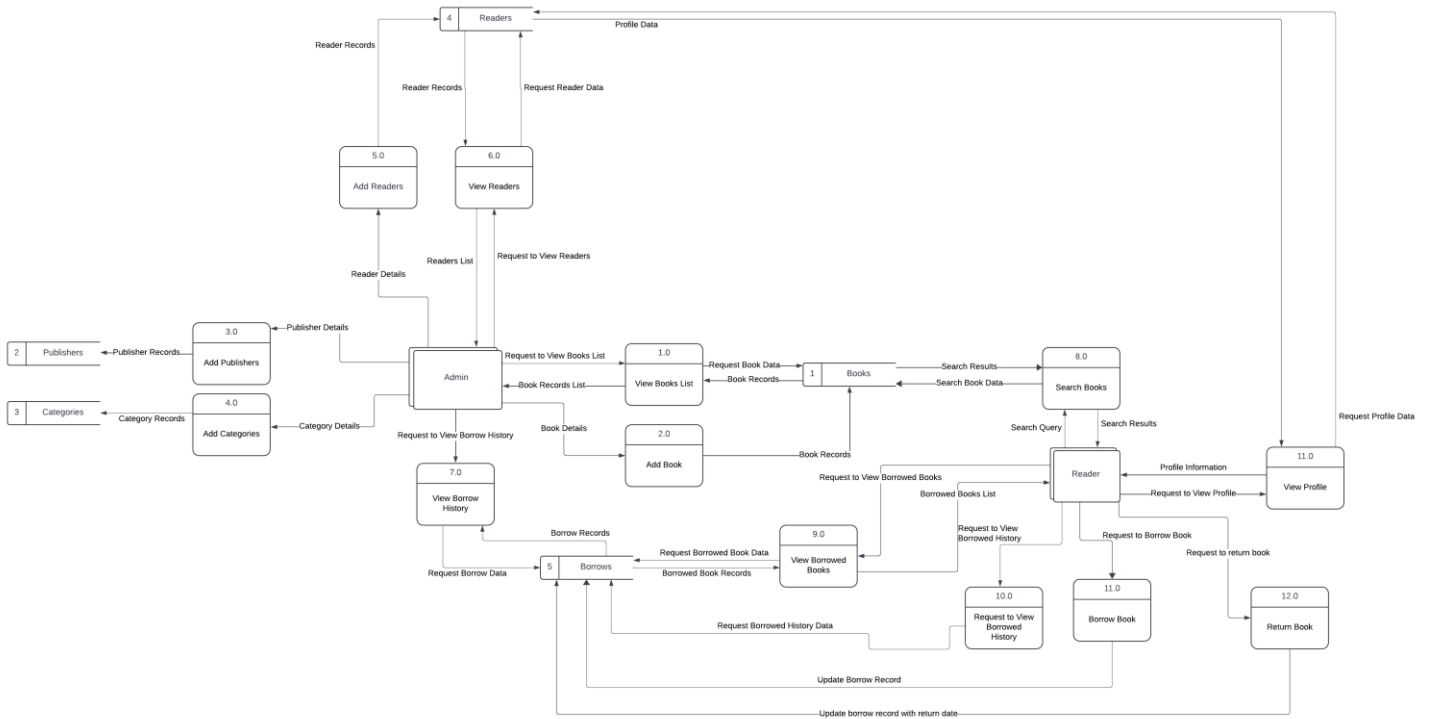 4 Readers
Profile Data
Reader Records
Reader Records
Request Reader Data
5.0
Add Readers
6.0
View Readers
Readers List
Request to View Readers
Reader Details
Publisher Details
3.0
Add Publishers
2 Publishers
Publisher Records
4.0
Add Categories
3 Categories
Category Records
Category Details
Admin
Request to View Books List
Book Records List
1.0
View Books List
Request Book Data
Book Records
1 Books
Search Results
Search Book Data
8.0
Search Books
Book Details
2.0
Add Book
Book Records
Search Query
Search Results
Request Profile Data
Request to View Borrow History
7.0
View Borrow
History
Reader
Profile Information
Request to View Profile
11.0
View Profile
Request to View Borrowed Books
Borrowed Books List
Request to View
Borrowed History
Request to Borrow Book
Request to return book
Borrow Records
Request Borrow Data
5 Borrows
Request Borrowed Book Data
Borrowed Book Records
9.0
View Borrowed
Books
10.0
Request to View
Borrowed
History
11.0
Borrow Book
12.0
Return Book
Request Borrowed History Data
Update Borrow Record
Update borrow record with return date